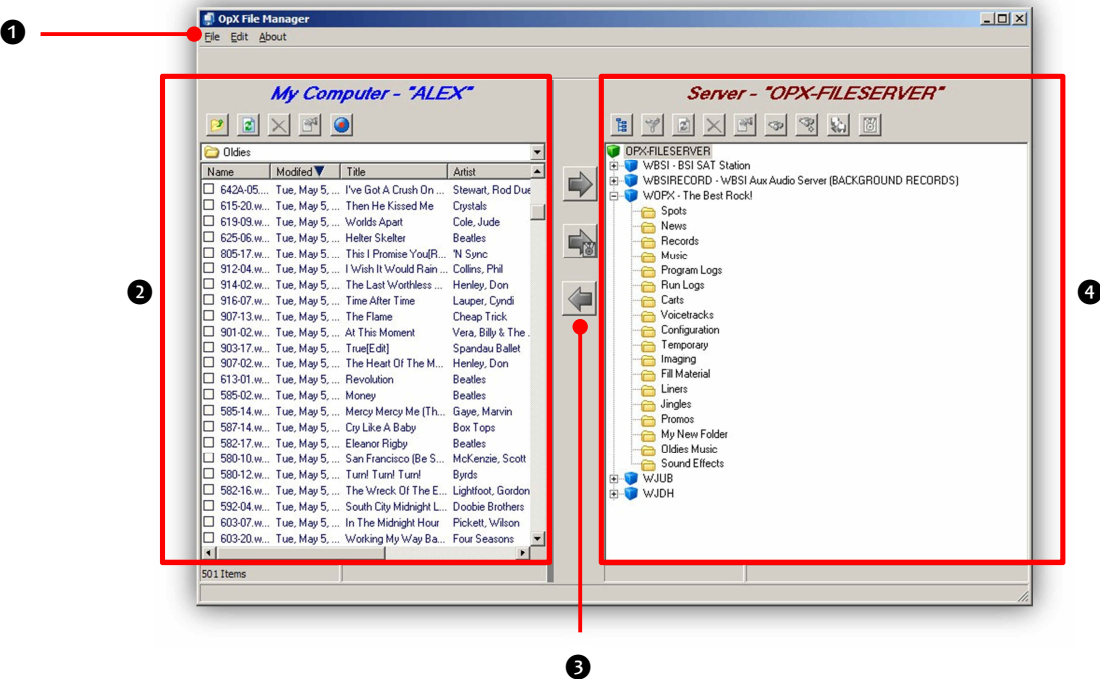 OpX File Manager
❶
File Edit About
My Computer - "ALEX"
Server - "OPX-FILESERVER"
Oldies
Name Modifed Title Artist
642A-05.... Tue, May 5, ... I've Got A Crush On ... Stewart, Rod Due
615-20.w... Tue, May 5, ... Then He Kissed Me Crystals
619-09.w... Tue, May 5, ... Worlds Apart Cole, Jude
625-06.w... Tue, May 5, ... Helter Skelter Beatles
805-17.w... Tue, May 5, ... This I Promise You[R... 'N Sync
912-04.w... Tue, May 5, ... I Wish It Would Rain ... Collins, Phil
914-02.w... Tue, May 5, ... The Last Worthless ... Henley, Don
916-07.w... Tue, May 5, ... Time After Time Lauper, Cyndi
907-13.w... Tue, May 5, ... The Flame Cheap Trick
901-02.w... Tue, May 5, ... At This Moment Vera, Billy & The .
903-17.w... Tue, May 5, ... True[Edit] Spandau Ballet
907-02.w... Tue, May 5, ... The Heart Of The M... Henley, Don
613-01.w... Tue, May 5, ... Revolution Beatles
585-02.w... Tue, May 5, ... Money Beatles
585-14.w... Tue, May 5, ... Mercy Mercy Me (Th... Gaye, Marvin
587-14.w... Tue, May 5, ... Cry Like A Baby Box Tops
582-17.w... Tue, May 5, ... Eleanor Rigby Beatles
580-10.w... Tue, May 5, ... San Francisco (Be S... McKenzie, Scott
580-12.w... Tue, May 5, ... Turn! Turn! Turn! Byrds
582-16.w... Tue, May 5, ... The Wreck Of The E... Lightfoot, Gordon
592-04.w... Tue, May 5, ... South City Midnight L... Doobie Brothers
603-07.w... Tue, May 5, ... In The Midnight Hour Pickett, Wilson
603-20.w... Tue, May 5, ... Working My Way Ba... Four Seasons
501 Items
❷
OPX-FILESERVER
WBSI - BSI SAT Station
WBSIRECORD - WBSI Aux Audio Server (BACKGROUND RECORDS)
WOPX - The Best Rock!
Spots
News
Records
Music
Program Logs
Run Logs
Carts
Voicetracks
Configuration
Temporary
Imaging
Fill Material
Liners
Jingles
Promos
My New Folder
Oldies Music
Sound Effects
WJUB
WJDH
❹
❸